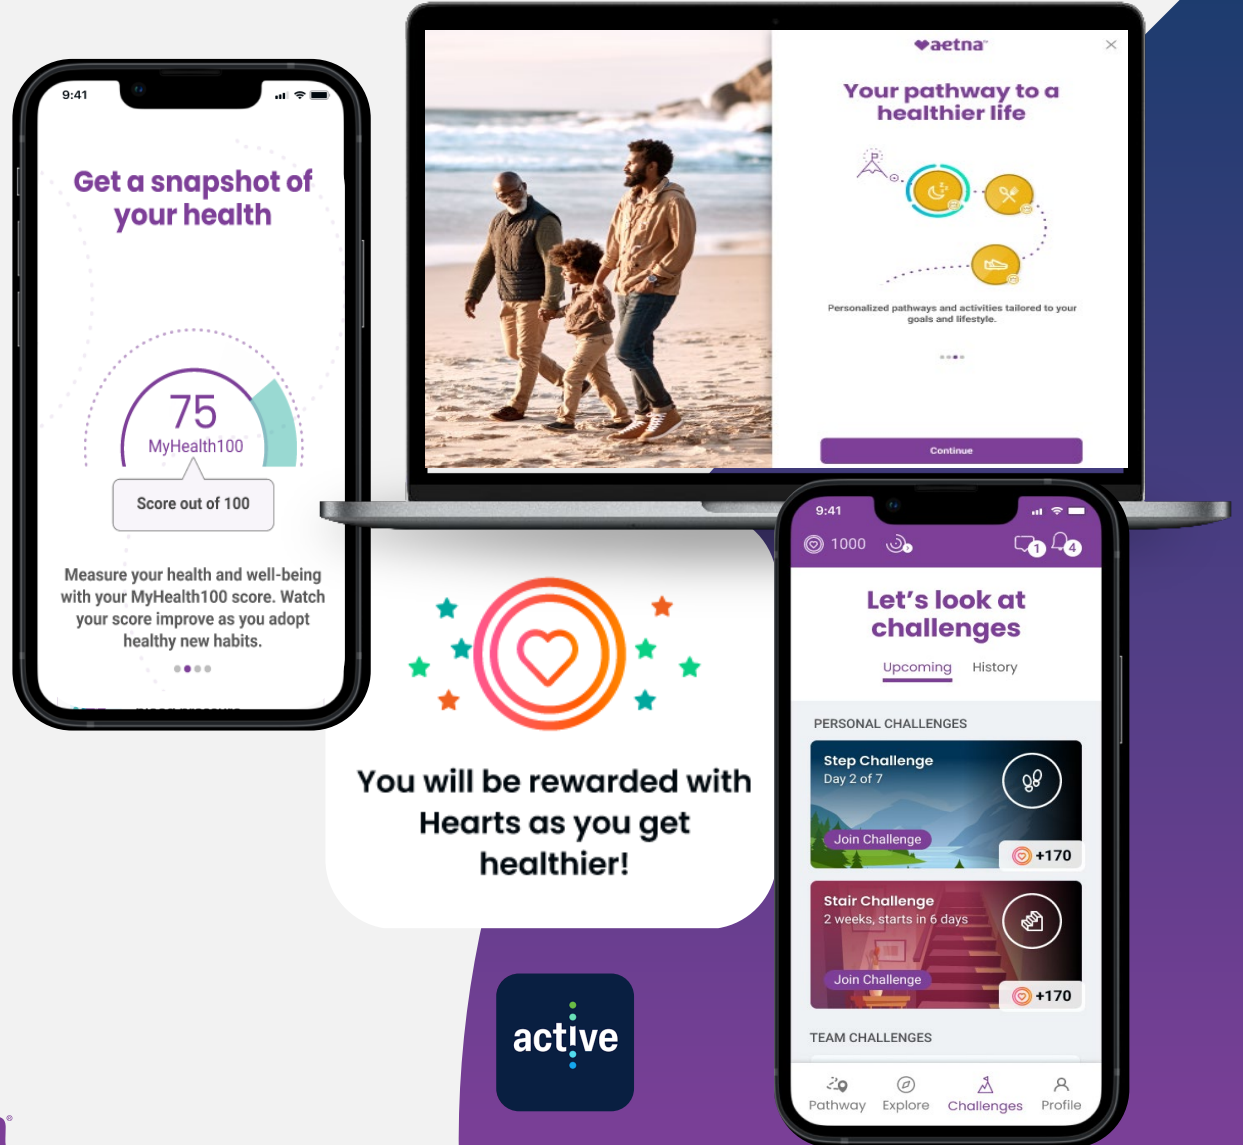 9:41
Get a snapshot of
your health
75
MyHealth100
Score out of 100
Measure your health and well-being
with your MyHealth100 score. Watch
your score improve as you adopt
healthy new habits.
aetna™
Your pathway to a
healthier life
Personalized pathways and activities tailored to your
goals and lifestyle.
Continue
You will be rewarded with
Hearts as you get
healthier!
active
9:41
1000
1
4
Let's look at
challenges
Upcoming History
PERSONAL CHALLENGES
Step Challenge
Day 2 of 7
Join Challenge
+170
Stair Challenge
2 weeks, starts in 6 days
Join Challenge
+170
TEAM CHALLENGES
Pathway Explore Challenges Profile